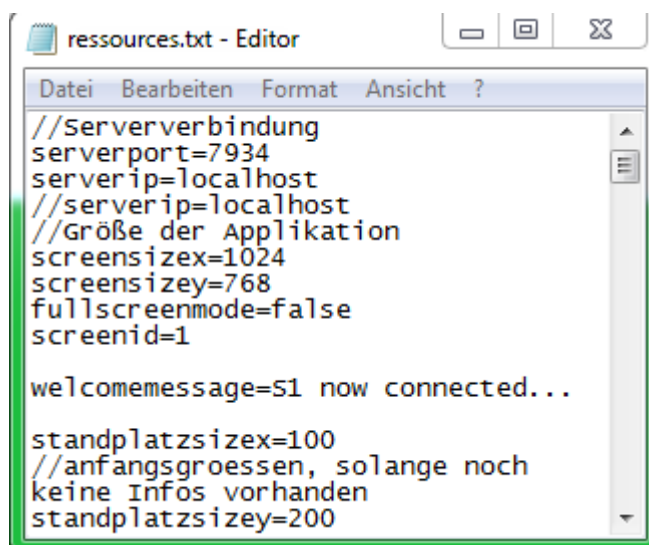 ressources.txt - Editor
Datei Bearbeiten Format Ansicht ?
//Serververbindung
serverport=7934
serverip=localhost
//serverip=localhost
//Größe der Applikation
screensizex=1024
screensizey=768
fullscreenmode=false
screenid=1
welcomemessage=S1 now connected...
standplatzsizex=100
//anfangsgroessen, solange noch
keine Infos vorhanden
standplatzsizey=200